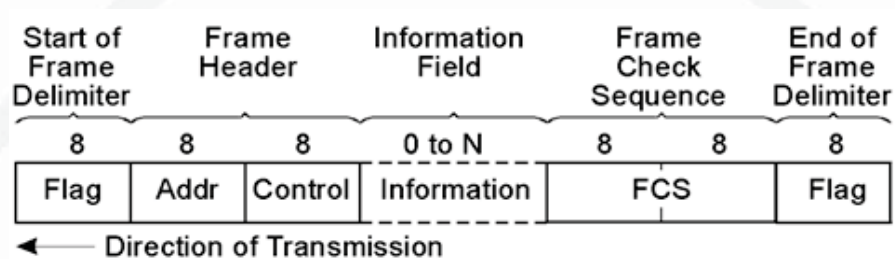 Start of Frame Information Frame End of
Frame Header Field Check Frame
Delimiter Sequence Delimiter
8 8 8 0 to N 8 8 8
Flag Addr Control Information FCS Flag
Direction of Transmission